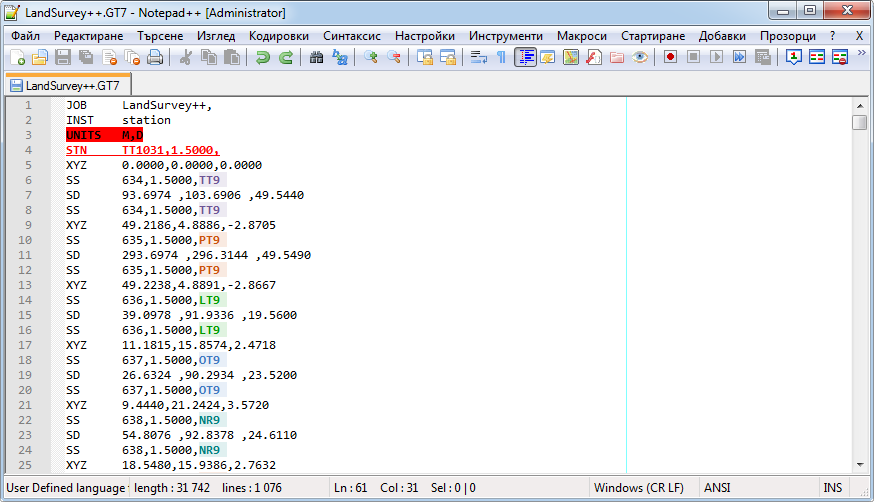 LandSurvey++.GT7 - Notepad++ [Administrator]
Файл Редактиране Търсене Изглед Кодировки Синтаксис Настройки Инструменти Макроси Стартиране Добавки Прозорци ? X
LandSurvey++.GT7
1 JOB LandSurvey++,
2 INST station
3 UNITS M,D
4 STN TT1031,1.5000,
5 XYZ 0.0000,0.0000,0.0000
6 SS 634,1.5000,TT9
7 SD 93.6974 ,103.6906 ,49.5440
8 SS 634,1.5000,TT9
9 XYZ 49.2186,4.8886,-2.8705
10 SS 635,1.5000,PT9
11 SD 293.6974 ,296.3144 ,49.5490
12 SS 635,1.5000,PT9
13 XYZ 49.2238,4.8891,-2.8667
14 SS 636,1.5000,LT9
15 SD 39.0978 ,91.9336 ,19.5600
16 SS 636,1.5000,LT9
17 XYZ 11.1815,15.8574,2.4718
18 SS 637,1.5000,OT9
19 SD 26.6324 ,90.2934 ,23.5200
20 SS 637,1.5000,OT9
21 XYZ 9.4440,21.2424,3.5720
22 SS 638,1.5000,NR9
23 SD 54.8076 ,92.8378 ,24.6110
24 SS 638,1.5000,NR9
25 XYZ 18.5480,15.9386,2.7632
User Defined language length : 31 742 lines : 1 076 Ln : 61 Col : 31 Sel : 0 | 0 Windows (CR LF) ANSI INS